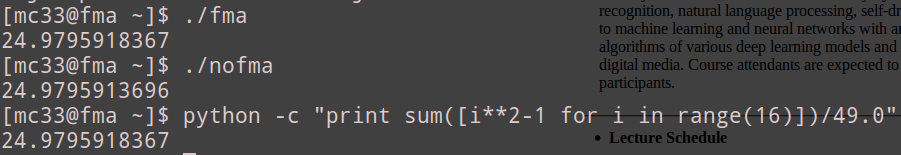 [mc33@fma ~]$ ./fma
24.9795918367
[mc33@fma ~]$ ./nofma
24.9795913696
[mc33@fma ~]$ python -c "print sum([i**2-1 for i in range(16)])/49.0"
24.9795918367
recognition, natural language processing, self-dr
to machine learning and neural networks with a
algorithms of various deep learning models and
digital media. Course attendants are expected to
participants.
• Lecture Schedule